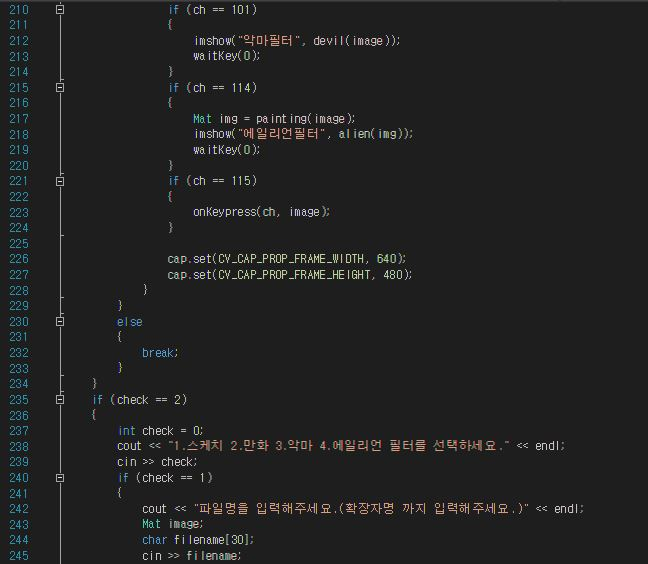 210 if (ch == 101)
211 {
212 imshow("악마필터", devil(image));
213 waitKey(0);
214 }
215 if (ch == 114)
216 {
217 Mat img = painting(image);
218 imshow("에일리언필터", alien(img));
219 waitKey(0);
220 }
221 if (ch == 115)
222 {
223 onKeypress(ch, image);
224 }
225
226 cap.set(CV_CAP_PROP_FRAME_WIDTH, 640);
227 cap.set(CV_CAP_PROP_FRAME_HEIGHT, 480);
228 }
229 }
230 else
231 {
232 break;
233 }
234 }
235 if (check == 2)
236 {
237 int check = 0;
238 cout << "1.스케치 2.만화 3.악마 4.에일리언 필터를 선택하세요." << endl;
239 cin >> check;
240 if (check == 1)
241 {
242 cout << "파일명을 입력해주세요.(확장자명 까지 입력해주세요.)" << endl;
243 Mat image;
244 char filename[30];
245 cin >> filename;